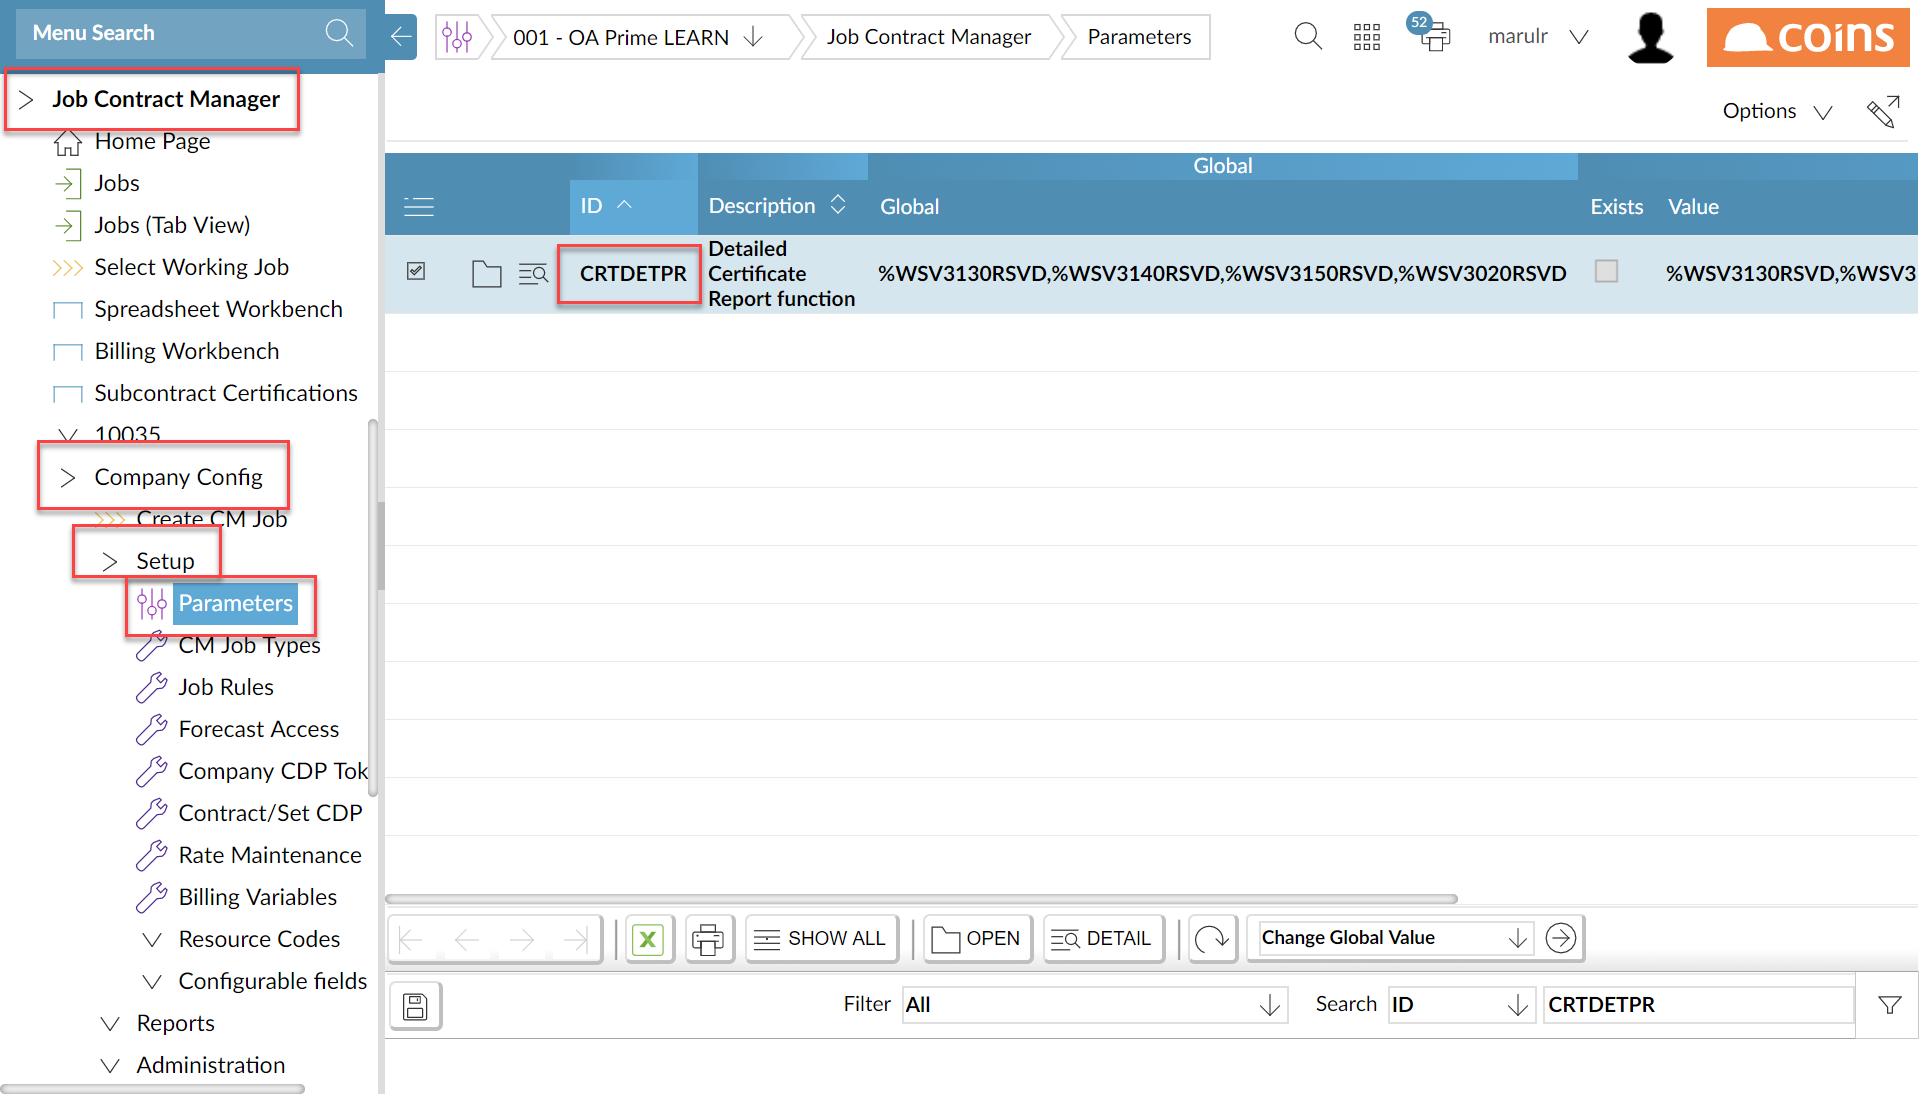 Menu Search
001 - OA Prime LEARN
Job Contract Manager
Parameters
52
marulr
coins
Options
Job Contract Manager
Home Page
Jobs
Jobs (Tab View)
Select Working Job
Spreadsheet Workbench
Billing Workbench
Subcontract Certifications
10035
Company Config
Create CM Job
Setup
Parameters
CM Job Types
Job Rules
Forecast Access
Company CDP Tok
Contract/Set CDP
Rate Maintenance
Billing Variables
Resource Codes
Configurable fields
Reports
Administration
Global
ID
Description
Global
Exists
Value
CRTDETPR
Detailed
Certificate
Report function
%WSV3130RSVD,%WSV3140RSVD,%WSV3150RSVD,%WSV3020RSVD
%WSV3130RSVD,%WSV3
X
SHOW ALL
OPEN
DETAIL
Change Global Value
Filter
All
Search
ID
CRTDETPR